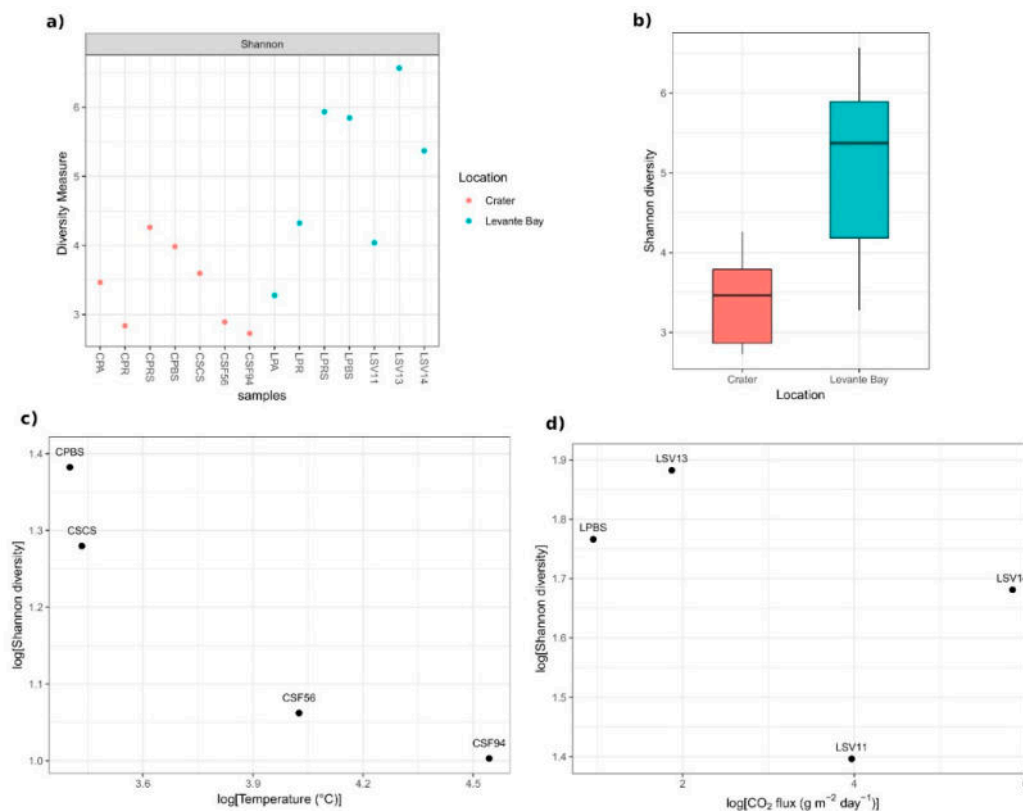 a)
Shannon
Diversity Measure
6
5
4
3
CPA
CPR
CPRS
CPBS
CSCS
CSF56
CSF94
LPA
LPR
LPRS
LPBS
LSV11
LSV13
LSV14
samples
Location
Crater
Levante Bay
b)
Shannon diversity
6
5
4
3
Crater
Levante Bay
Location
c)
log[Shannon diversity]
1.4
1.3
1.2
1.1
1.0
CPBS
CSCS
CSF56
CSF94
3.6
3.9
4.2
4.5
log[Temperature (°C)]
d)
log[Shannon diversity]
1.9
1.8
1.7
1.6
1.5
1.4
LSV13
LPBS
LSV1
LSV11
2
4
log[CO₂ flux (g m⁻² day⁻¹)]